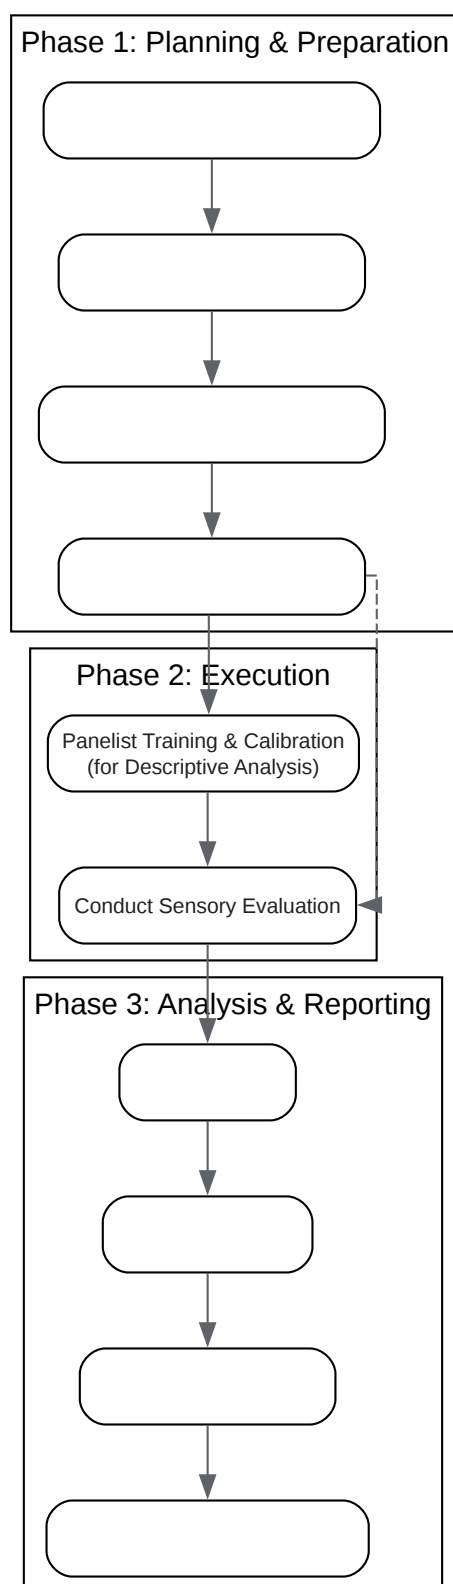 Phase 1: Planning & Preparation
Phase 2: Execution
Panelist Training & Calibration
(for Descriptive Analysis)
Conduct Sensory Evaluation
Phase 3: Analysis & Reporting